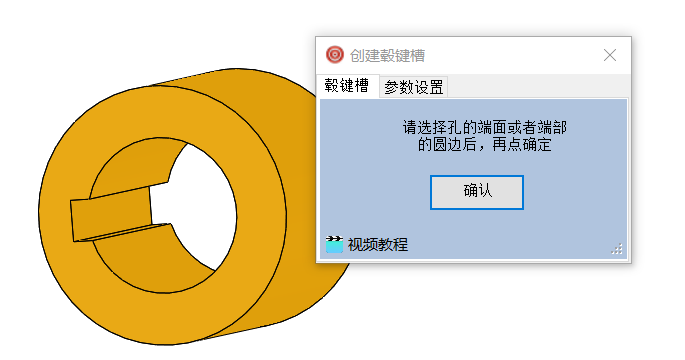 创建毂键槽
毂键槽 参数设置
请选择孔的端面或者端部
的圆边后，再点确定
确认
视频教程